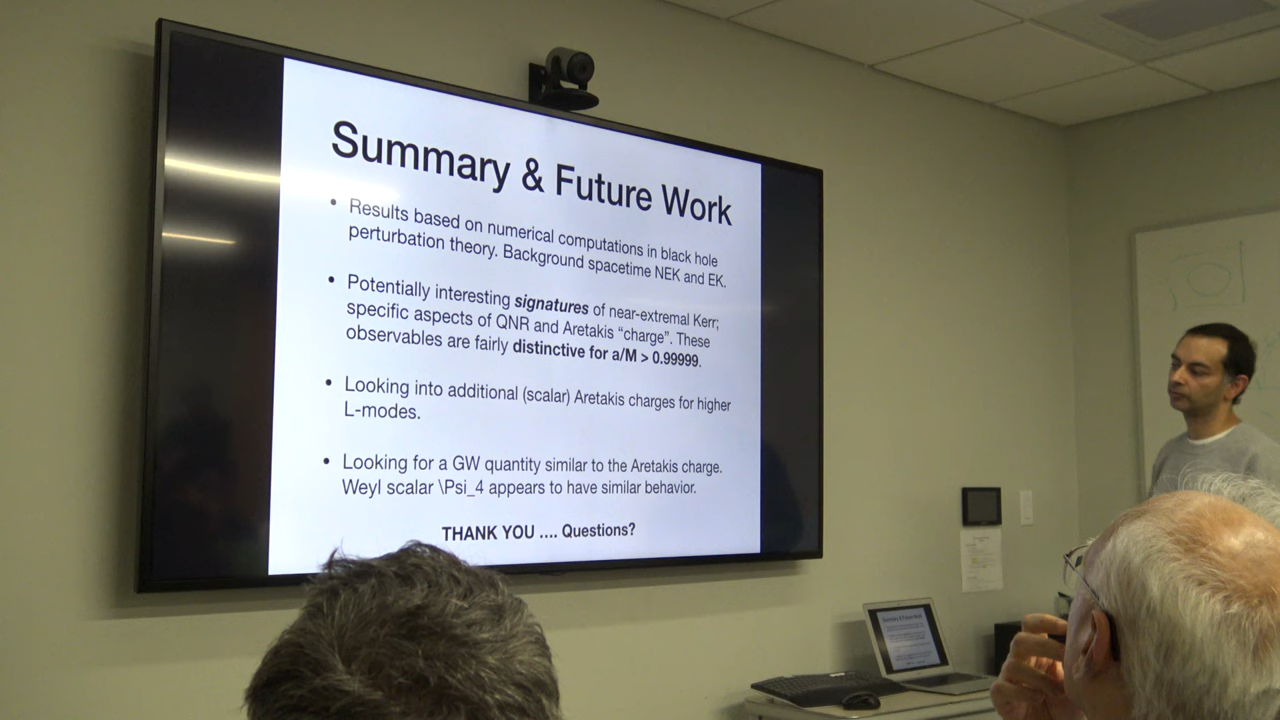 Summary & Future Work
• Results based on numerical computations in black hole
perturbation theory. Background spacetime NEK and EK.
• Potentially interesting signatures of near-extremal Kerr;
specific aspects of QNR and Aretakis “charge”. These
observables are fairly distinctive for a/M > 0.99999.
• Looking into additional (scalar) Aretakis charges for higher
L-modes.
• Looking for a GW quantity similar to the Aretakis charge.
Weyl scalar \Psi_4 appears to have similar behavior.
THANK YOU .... Questions?
Summary & Future Work